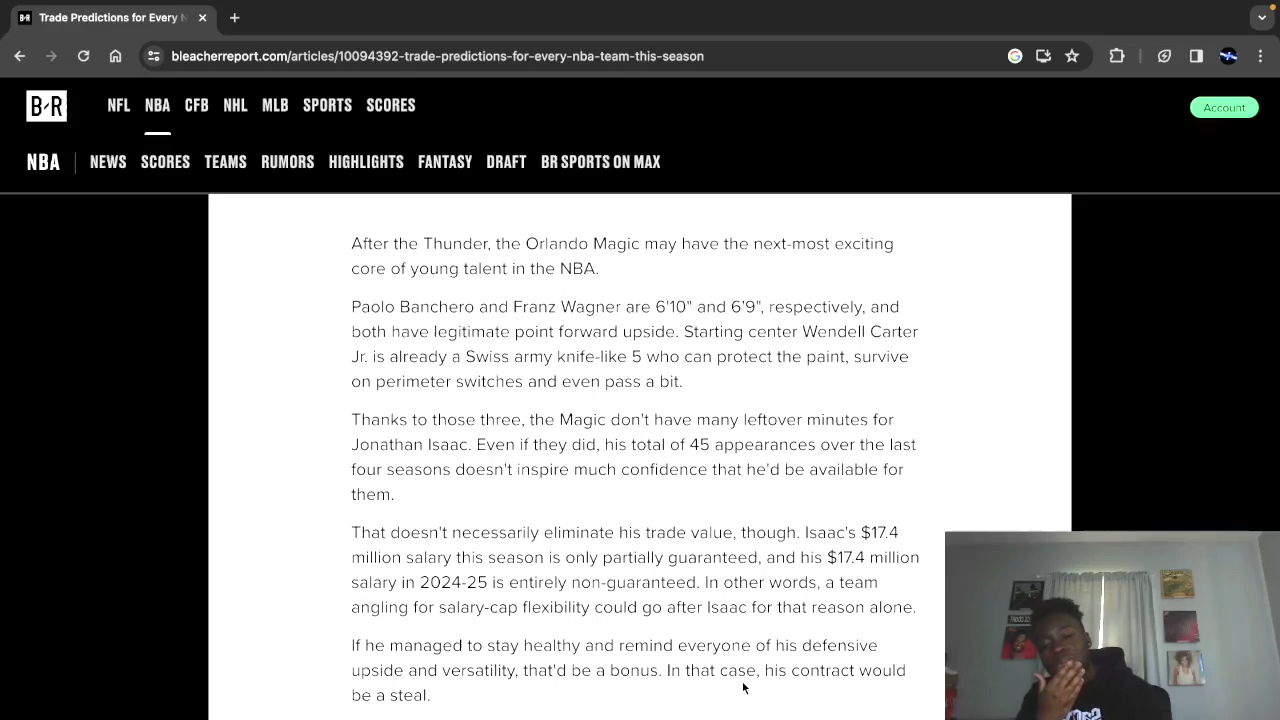 B/R Trade Predictions for Every N
bleacherreport.com/articles/10094392-trade-predictions-for-every-nba-team-this-season
B/R NFL NBA CFB NHL MLB SPORTS SCORES
Account
NBA NEWS SCORES TEAMS RUMORS HIGHLIGHTS FANTASY DRAFT BR SPORTS ON MAX
After the Thunder, the Orlando Magic may have the next-most exciting
core of young talent in the NBA.
Paolo Banchero and Franz Wagner are 6'10" and 6'9", respectively, and
both have legitimate point forward upside. Starting center Wendell Carter
Jr. is already a Swiss army knife-like 5 who can protect the paint, survive
on perimeter switches and even pass a bit.
Thanks to those three, the Magic don't have many leftover minutes for
Jonathan Isaac. Even if they did, his total of 45 appearances over the last
four seasons doesn't inspire much confidence that he'd be available for
them.
That doesn't necessarily eliminate his trade value, though. Isaac's $17.4
million salary this season is only partially guaranteed, and his $17.4 million
salary in 2024-25 is entirely non-guaranteed. In other words, a team
angling for salary-cap flexibility could go after Isaac for that reason alone.
If he managed to stay healthy and remind everyone of his defensive
upside and versatility, that'd be a bonus. In that case, his contract would
be a steal.